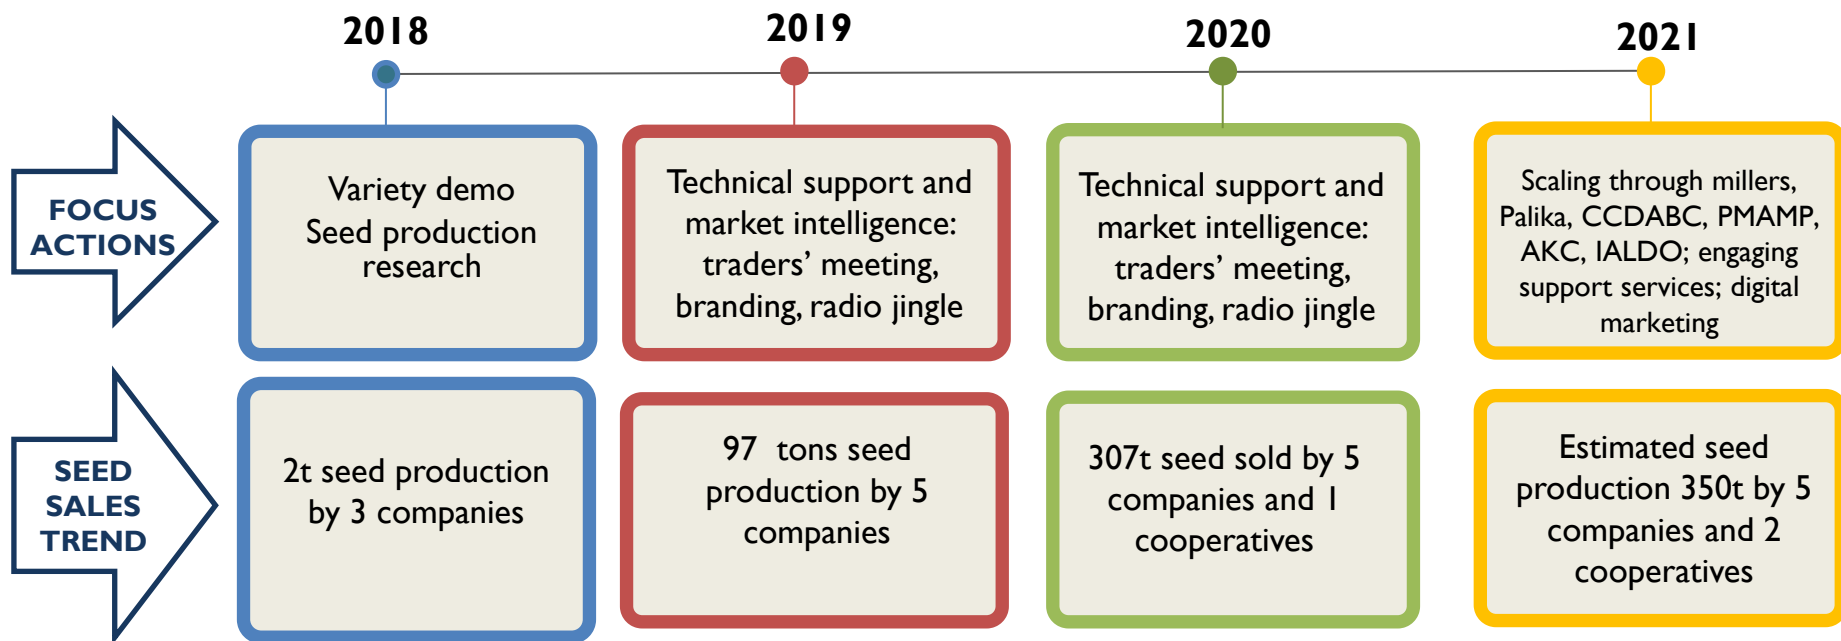 2018
2019
2020
2021
FOCUS
ACTIONS
Variety demo
Seed production
research
Technical support and
market intelligence:
traders’ meeting,
branding, radio jingle
Technical support and
market intelligence:
traders’ meeting,
branding, radio jingle
Scaling through millers,
Palika, CCDABC, PMAMP,
AKC, IALDO; engaging
support services; digital
marketing
SEED
SALES
TREND
2t seed production
by 3 companies
97 tons seed
production by 5
companies
307t seed sold by 5
companies and 1
cooperatives
Estimated seed
production 350t by 5
companies and 2
cooperatives